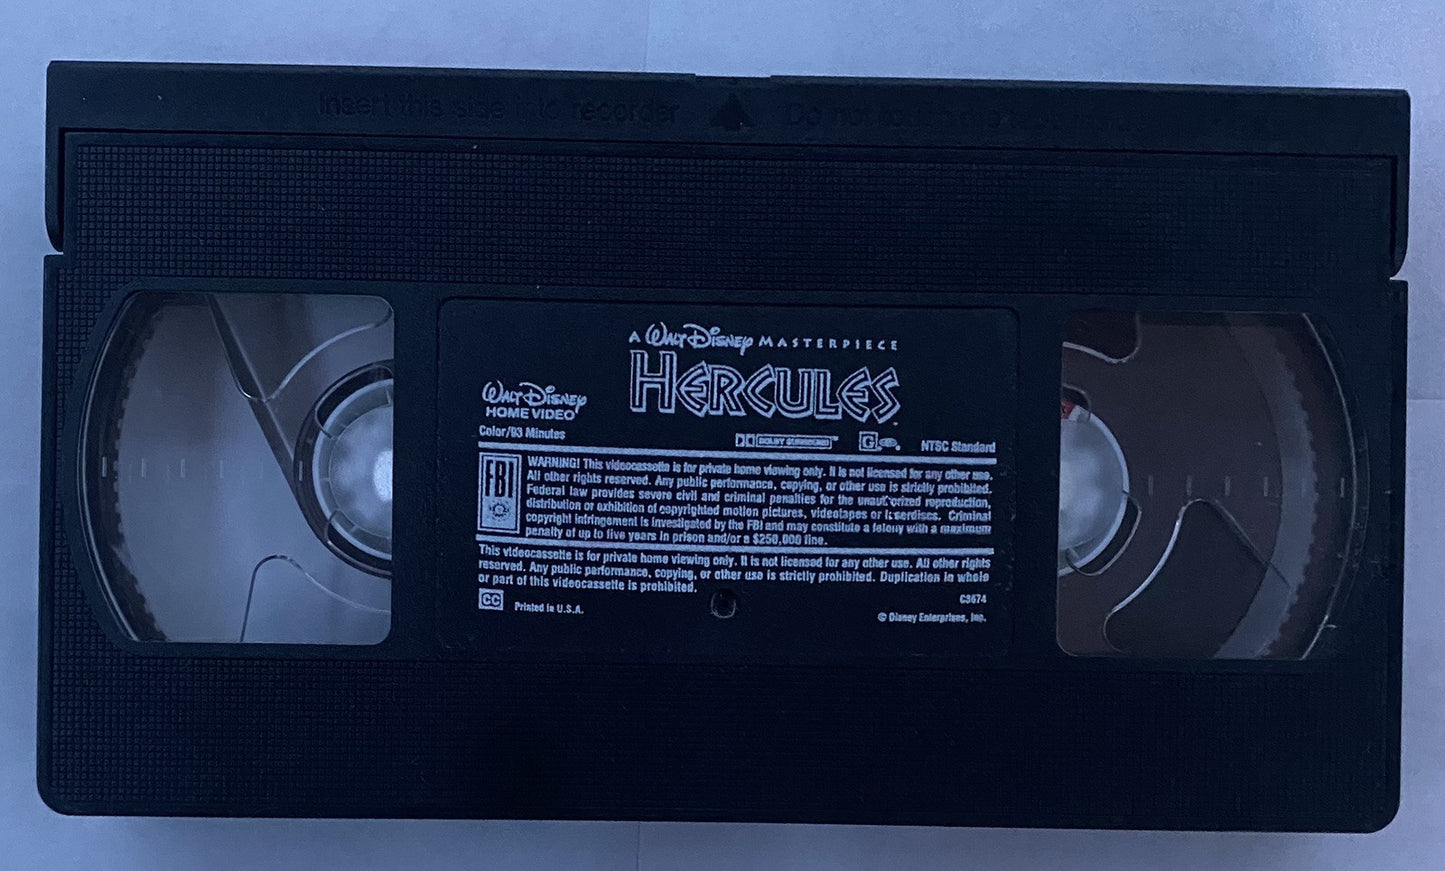 Insert this side into recorder
Do not
A WALT DISNEY MASTERPIECE
HERCULES
WALT DISNEY
HOME VIDEO
Color/93 Minutes
DOLBY SURROUND
G
NTSC Standard
FBI
WARNING! This videocassette is for private home viewing only. It is not licensed for any other use.
All other rights reserved. Any public performance, copying, or other use is strictly prohibited.
Federal law provides severe civil and criminal penalties for the unauthorized reproduction,
distribution or exhibition of copyrighted motion pictures, videotapes or laserdiscs. Criminal
copyright infringement is investigated by the FBI and may constitute a felony with a maximum
penalty of up to five years in prison and/or a $250,000 fine.
This videocassette is for private home viewing only. It is not licensed for any other use. All other rights
reserved. Any public performance, copying, or other use is strictly prohibited. Duplication in whole
or part of this videocassette is prohibited.
CC
Printed in U.S.A.
C3674
© Disney Enterprises, Inc.